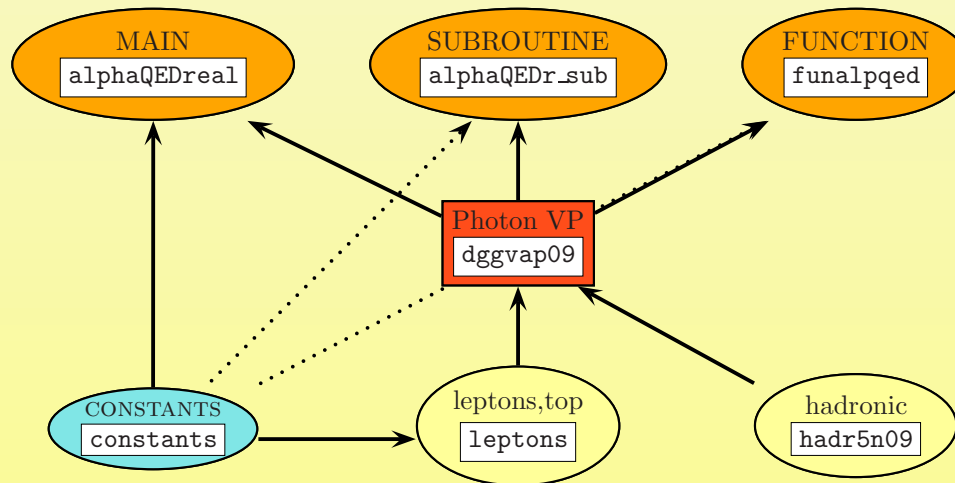 MAIN
alphaQEDreal
SUBROUTINE
alphaQEDr_sub
FUNCTION
funalpqed
Photon VP
dggvap09
CONSTANTS
constants
leptons,top
leptons
hadronic
hadr5n09